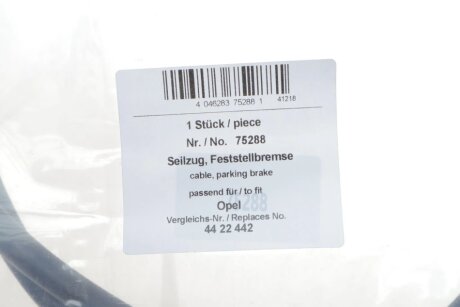 4 046283 75288 1 41218
1 Stück / piece
Nr. / No. 75288
Seilzug, Feststellbremse
cable, parking brake
passend für / to fit
Opel
Vergleichs-Nr. / Replaces No.
44 22 442